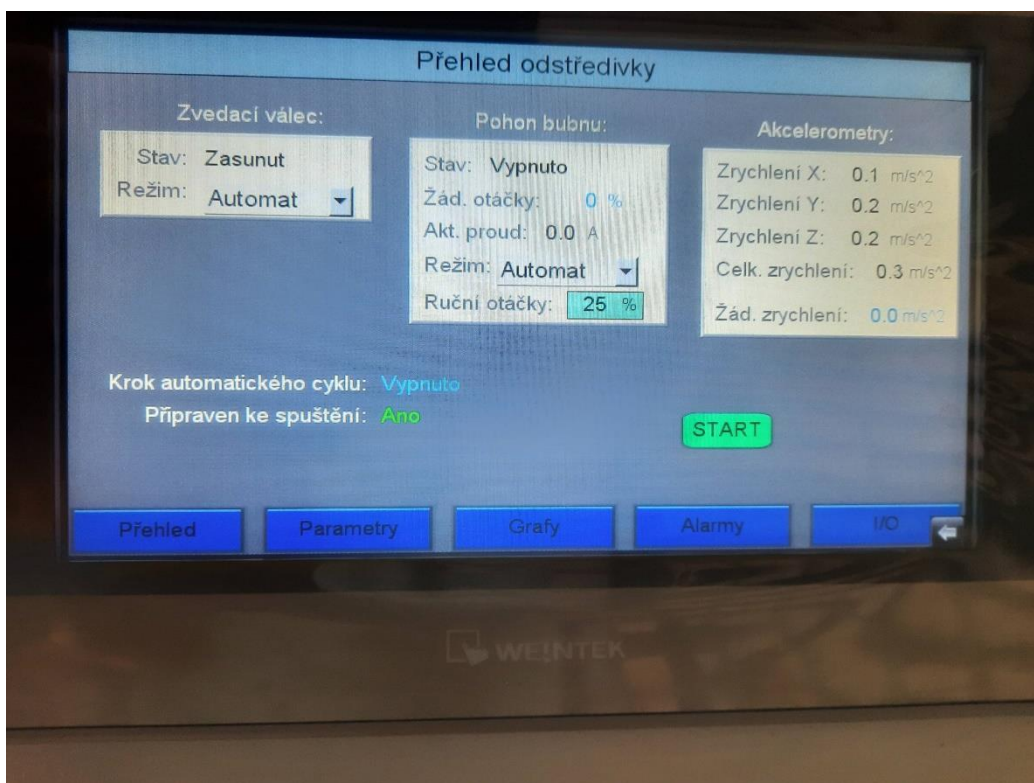 Přehled odstředivky
Zvedací válec:
Stav: Zasunut
Režim: Automat
Pohon bubnu:
Stav: Vypnuto
Žád. otáčky: 0 %
Akt. proud: 0.0 A
Režim: Automat
Ruční otáčky: 25 %
Akcelerometry:
Zrychlení X: 0.1 m/s^2
Zrychlení Y: 0.2 m/s^2
Zrychlení Z: 0.2 m/s^2
Celk. zrychlení: 0.3 m/s^2
Žád. zrychlení: 0.0 m/s^2
Krok automatického cyklu: Vypnuto
Připraven ke spuštění: Ano
START
Přehled
Parametry
Grafy
Alarmy
I/O
WEINTEK